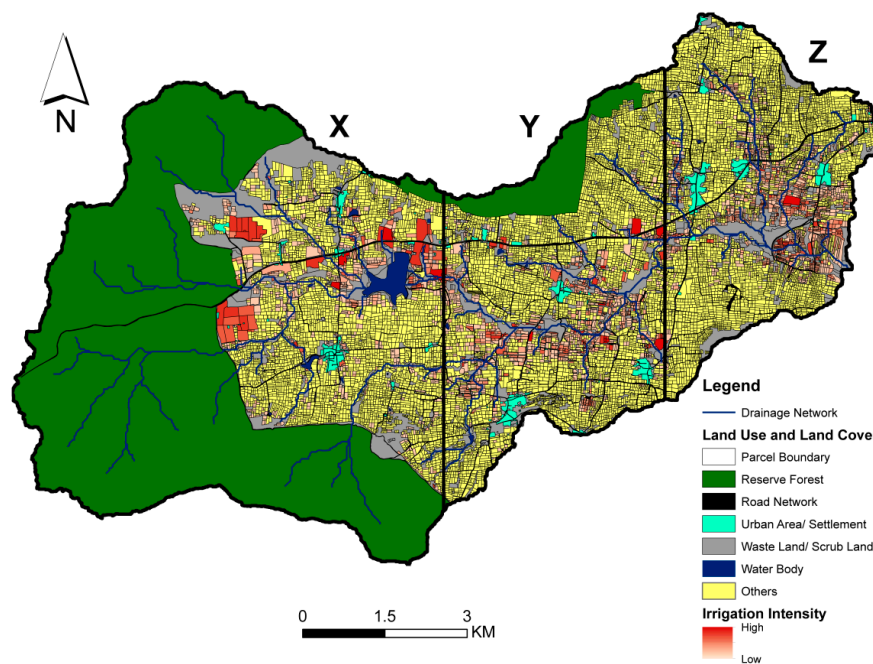 X
Y
Z
N
Legend
Drainage Network
Land Use and Land Cove
Parcel Boundary
Reserve Forest
Road Network
Urban Area/ Settlement
Waste Land/ Scrub Land
Water Body
Others
Irrigation Intensity
High
Low
0 1.5 3
KM